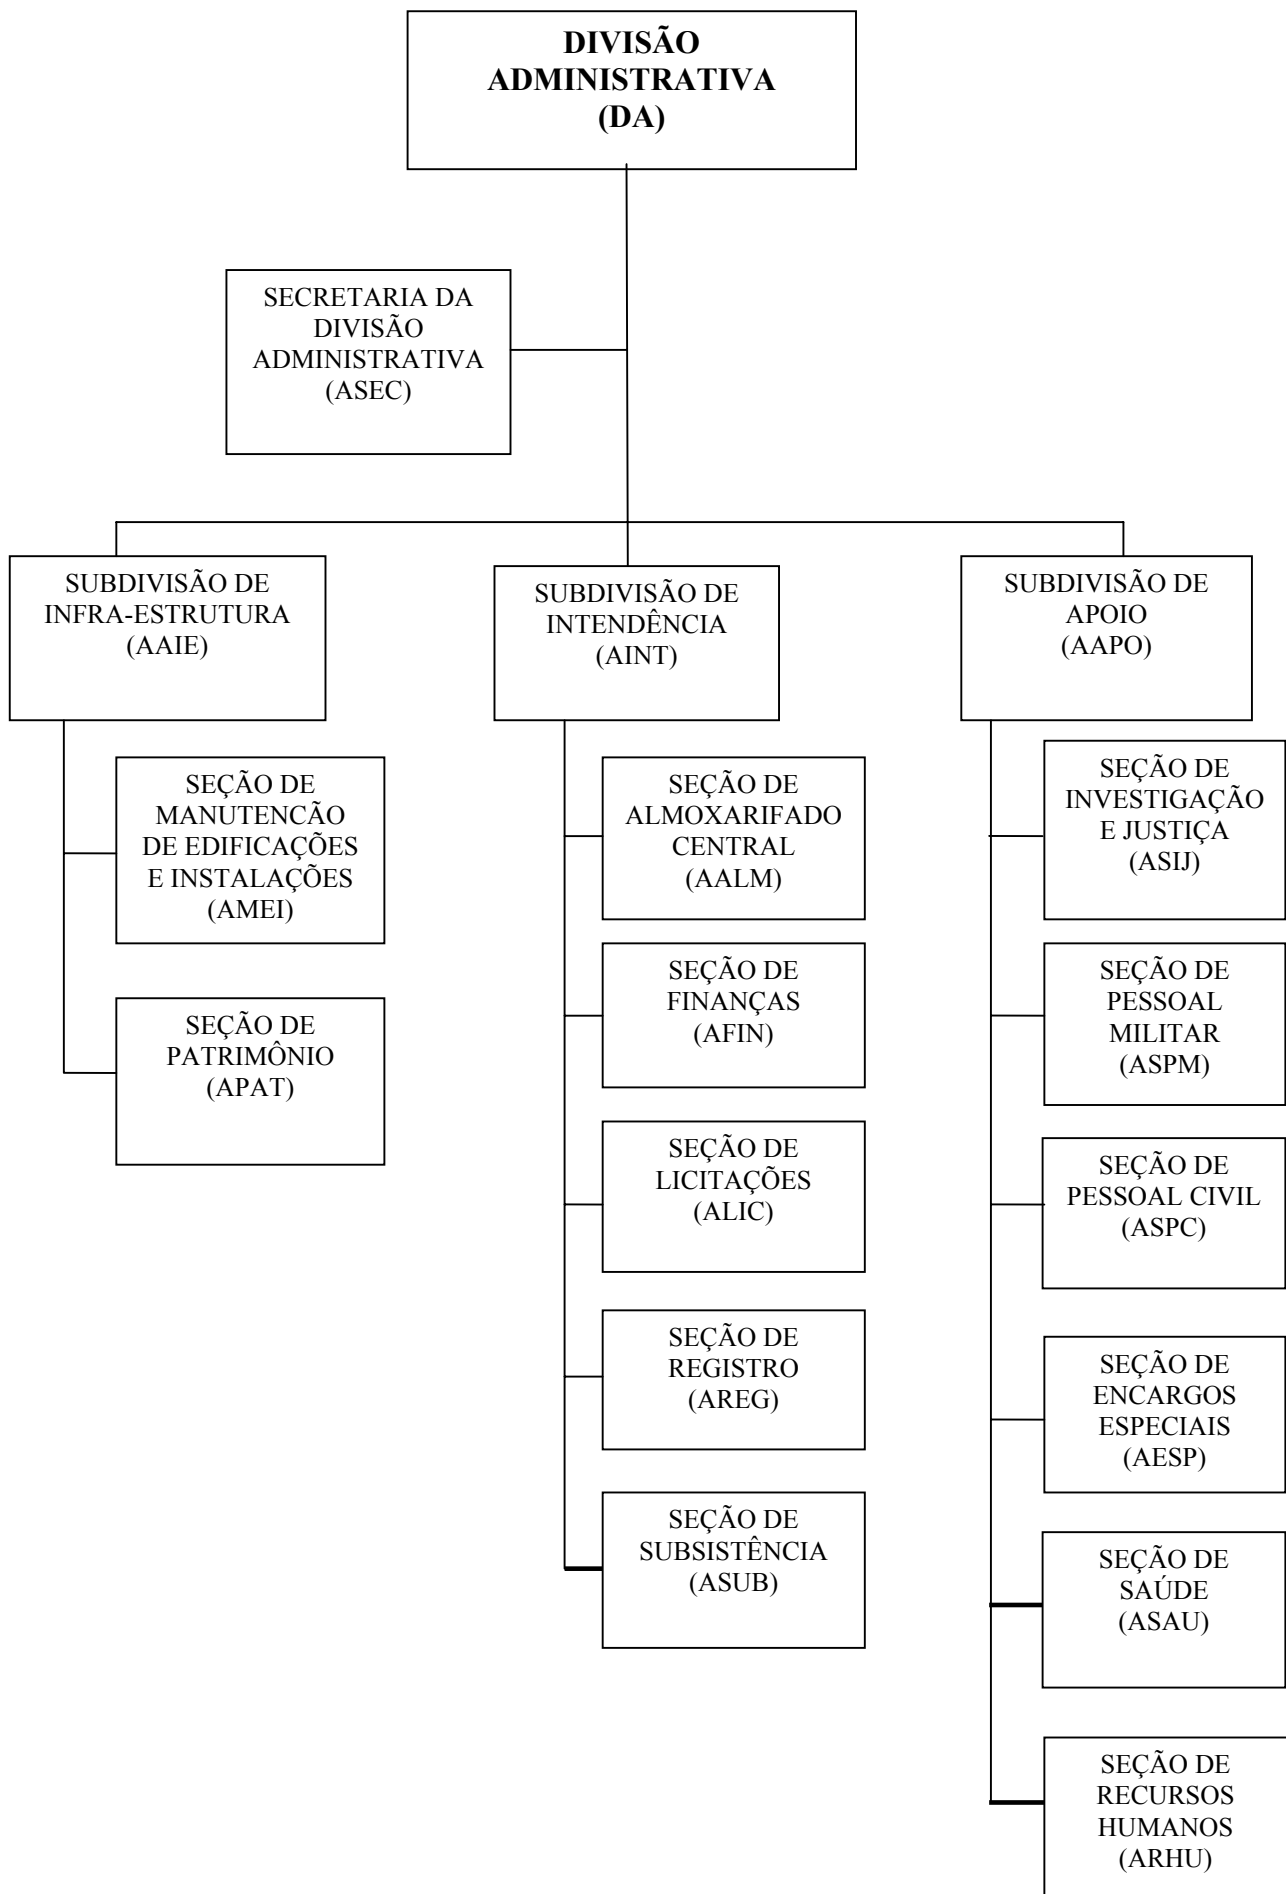 DIVISÃO
ADMINISTRATIVA
(DA)
SECRETARIA DA
DIVISÃO
ADMINISTRATIVA
(ASEC)
SUBDIVISÃO DE
INFRA-ESTRUTURA
(AAIE)
SUBDIVISÃO DE
INTENDÊNCIA
(AINT)
SUBDIVISÃO DE
APOIO
(AAPO)
SEÇÃO DE
MANUTENCÃO
DE EDIFICAÇÕES
E INSTALAÇÕES
(AMEI)
SEÇÃO DE
PATRIMÔNIO
(APAT)
SEÇÃO DE
ALMOXARIFADO
CENTRAL
(AALM)
SEÇÃO DE
FINANÇAS
(AFIN)
SEÇÃO DE
LICITAÇÕES
(ALIC)
SEÇÃO DE
REGISTRO
(AREG)
SEÇÃO DE
SUBSISTÊNCIA
(ASUB)
SEÇÃO DE
INVESTIGAÇÃO
E JUSTIÇA
(ASIJ)
SEÇÃO DE
PESSOAL
MILITAR
(ASPM)
SEÇÃO DE
PESSOAL CIVIL
(ASPC)
SEÇÃO DE
ENCARGOS
ESPECIAIS
(AESP)
SEÇÃO DE
SAÚDE
(ASAU)
SEÇÃO DE
RECURSOS
HUMANOS
(ARHU)